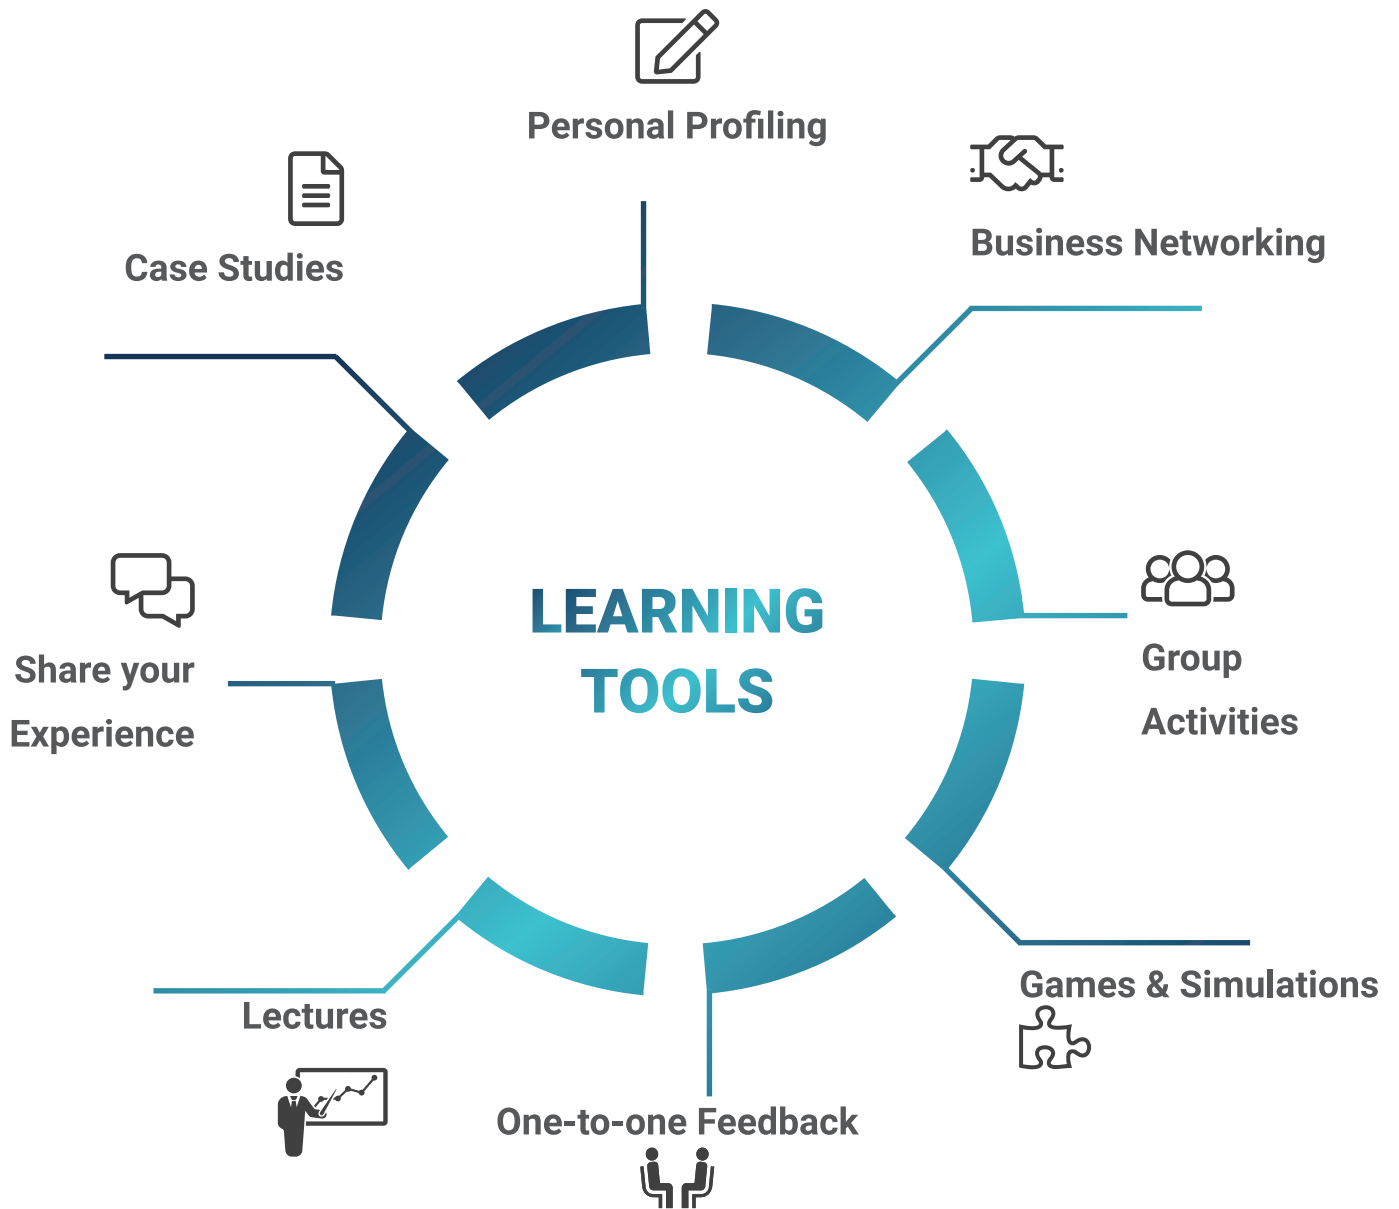 Personal Profiling
Business Networking
Case Studies
LEARNING
TOOLS
Group
Activities
Share your
Experience
Games & Simulations
Lectures
One-to-one Feedback